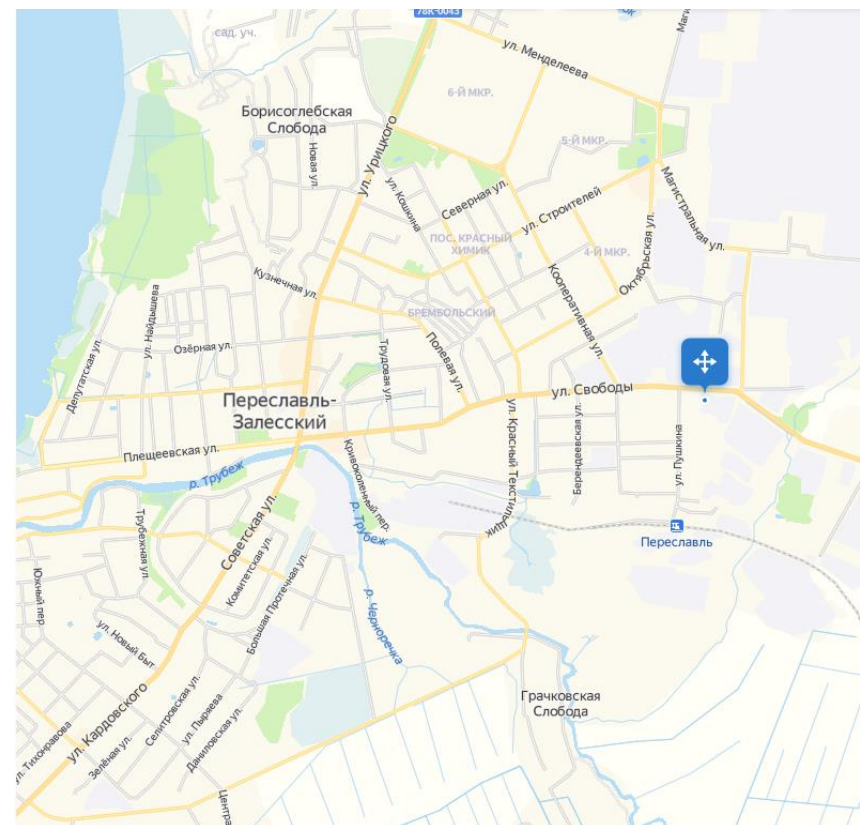 78К-0043
сад. уч.
ул. Менделеева
6-Й МКР.
Борисоглебская
Слобода
Новая ул.
ул. Урицкого
5-Й МКР.
ул. Кошкина
Северная ул.
ул. Строителей
Магистральная ул.
ПОС. КРАСНЫЙ
ХИМИК
4-Й МКР.
Октябрьская ул.
Кузнечная ул.
Кооперативная ул.
ул. Найдышева
БРЕМБОЛЬСКИЙ
Озёрная ул.
Трудовая ул.
Полевая ул.
Депутатская ул.
Переславль-
Залесский
ул. Свободы
ул. Красный Текстильщик
Берендеевская ул.
ул. Пушкина
Плещеевская ул.
р. Трубеж
Кривоколенный пер.
р. Трубеж
Советская ул.
Трубежная ул.
Переславль
Комитетская ул.
Южный пер
Большая Протечная ул.
р. Черноречка
ул. Новый Быт
Грачковская
Слобода
ул. Кардовского
Селитровская ул.
ул. Пыряева
Даниловская ул.
Зелёная ул.
ул. Тихонравова
Центра